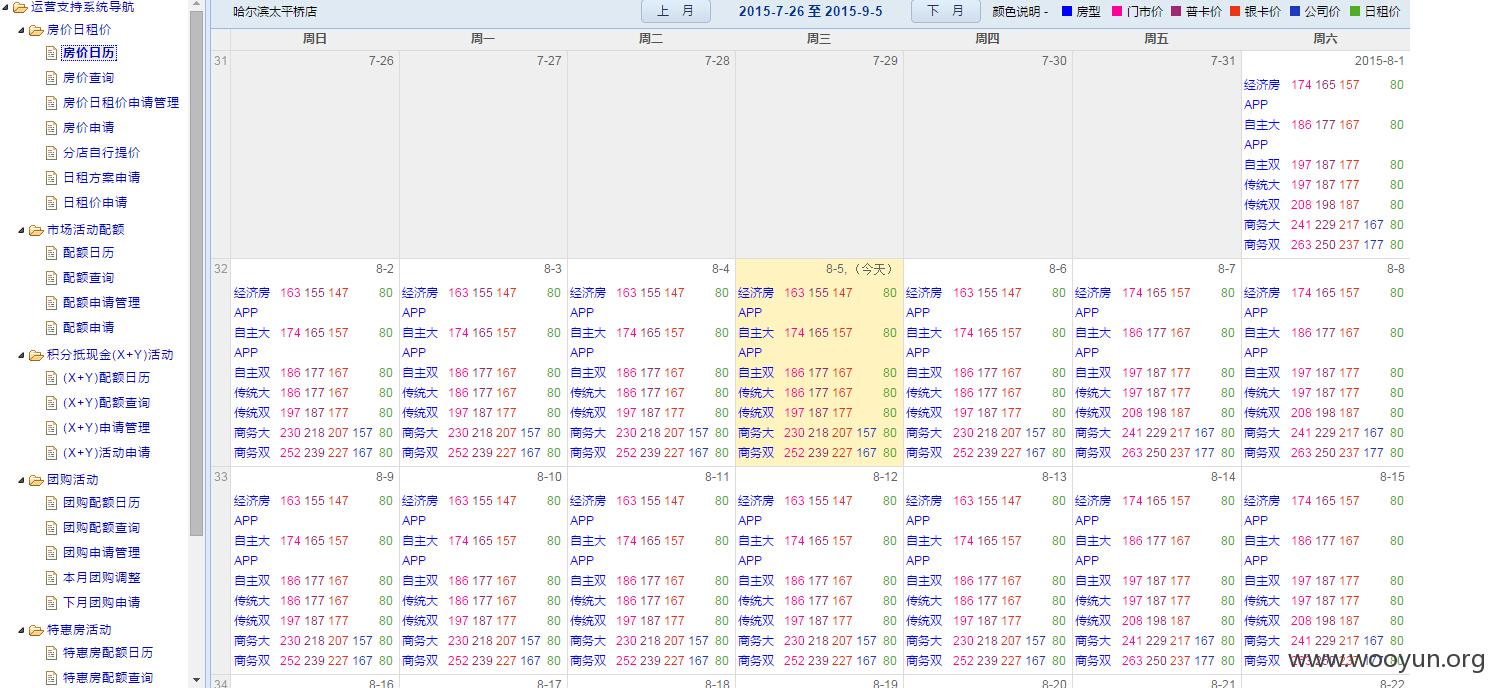 运营支持系统导航
房价日租价
房价日历
房价查询
房价日租价申请管理
房价申请
分店自行提价
日租方案申请
日租价申请
市场活动配额
配额日历
配额查询
配额申请管理
配额申请
积分抵现金(X+Y)活动
(X+Y)配额日历
(X+Y)配额查询
(X+Y)申请管理
(X+Y)活动申请
团购活动
团购配额日历
团购配额查询
团购申请管理
本月团购调整
下月团购申请
特惠房活动
特惠房配额日历
特惠房配额查询
哈尔滨太平桥店 上 月 2015-7-26 至 2015-9-5 下 月 颜色说明 - 房型 门市价 普卡价 银卡价 公司价 日租价
周日 周一 周二 周三 周四 周五 周六
31 7-26 7-27 7-28 7-29 7-30 7-31 2015-8-1
经济房 174 165 157 80
APP
自主大 186 177 167 80
APP
自主双 197 187 177 80
传统大 197 187 177 80
传统双 208 198 187 80
商务大 241 229 217 167 80
商务双 263 250 237 177 80
32 8-2 8-3 8-4 8-5,（今天） 8-6 8-7 8-8
经济房 163 155 147 80 经济房 163 155 147 80 经济房 163 155 147 80 经济房 163 155 147 80 经济房 163 155 147 80 经济房 174 165 157 80 经济房 174 165 157 80
APP APP APP APP APP APP APP
自主大 174 165 157 80 自主大 174 165 157 80 自主大 174 165 157 80 自主大 174 165 157 80 自主大 174 165 157 80 自主大 186 177 167 80 自主大 186 177 167 80
APP APP APP APP APP APP APP
自主双 186 177 167 80 自主双 186 177 167 80 自主双 186 177 167 80 自主双 186 177 167 80 自主双 186 177 167 80 自主双 197 187 177 80 自主双 197 187 177 80
传统大 186 177 167 80 传统大 186 177 167 80 传统大 186 177 167 80 传统大 186 177 167 80 传统大 186 177 167 80 传统大 197 187 177 80 传统大 197 187 177 80
传统双 197 187 177 80 传统双 197 187 177 80 传统双 197 187 177 80 传统双 197 187 177 80 传统双 197 187 177 80 传统双 208 198 187 80 传统双 208 198 187 80
商务大 230 218 207 157 80 商务大 230 218 207 157 80 商务大 230 218 207 157 80 商务大 230 218 207 157 80 商务大 230 218 207 157 80 商务大 241 229 217 167 80 商务大 241 229 217 167 80
商务双 252 239 227 167 80 商务双 252 239 227 167 80 商务双 252 239 227 167 80 商务双 252 239 227 167 80 商务双 252 239 227 167 80 商务双 263 250 237 177 80 商务双 263 250 237 177 80
33 8-9 8-10 8-11 8-12 8-13 8-14 8-15
经济房 163 155 147 80 经济房 163 155 147 80 经济房 163 155 147 80 经济房 163 155 147 80 经济房 163 155 147 80 经济房 174 165 157 80 经济房 174 165 157 80
APP APP APP APP APP APP APP
自主大 174 165 157 80 自主大 174 165 157 80 自主大 174 165 157 80 自主大 174 165 157 80 自主大 174 165 157 80 自主大 186 177 167 80 自主大 186 177 167 80
APP APP APP APP APP APP APP
自主双 186 177 167 80 自主双 186 177 167 80 自主双 186 177 167 80 自主双 186 177 167 80 自主双 186 177 167 80 自主双 197 187 177 80 自主双 197 187 177 80
传统大 186 177 167 80 传统大 186 177 167 80 传统大 186 177 167 80 传统大 186 177 167 80 传统大 186 177 167 80 传统大 197 187 177 80 传统大 197 187 177 80
传统双 197 187 177 80 传统双 197 187 177 80 传统双 197 187 177 80 传统双 197 187 177 80 传统双 197 187 177 80 传统双 208 198 187 80 传统双 208 198 187 80
商务大 230 218 207 157 80 商务大 230 218 207 157 80 商务大 230 218 207 157 80 商务大 230 218 207 157 80 商务大 230 218 207 157 80 商务大 241 229 217 167 80 商务大 241 229 217 167 80
商务双 252 239 227 167 80 商务双 252 239 227 167 80 商务双 252 239 227 167 80 商务双 252 239 227 167 80 商务双 252 239 227 167 80 商务双 263 250 237 177 80 商务双 263 250 237 177 80
34 8-16 8-17 8-18 8-19 8-20 8-21 8-22
www.wooyun.org